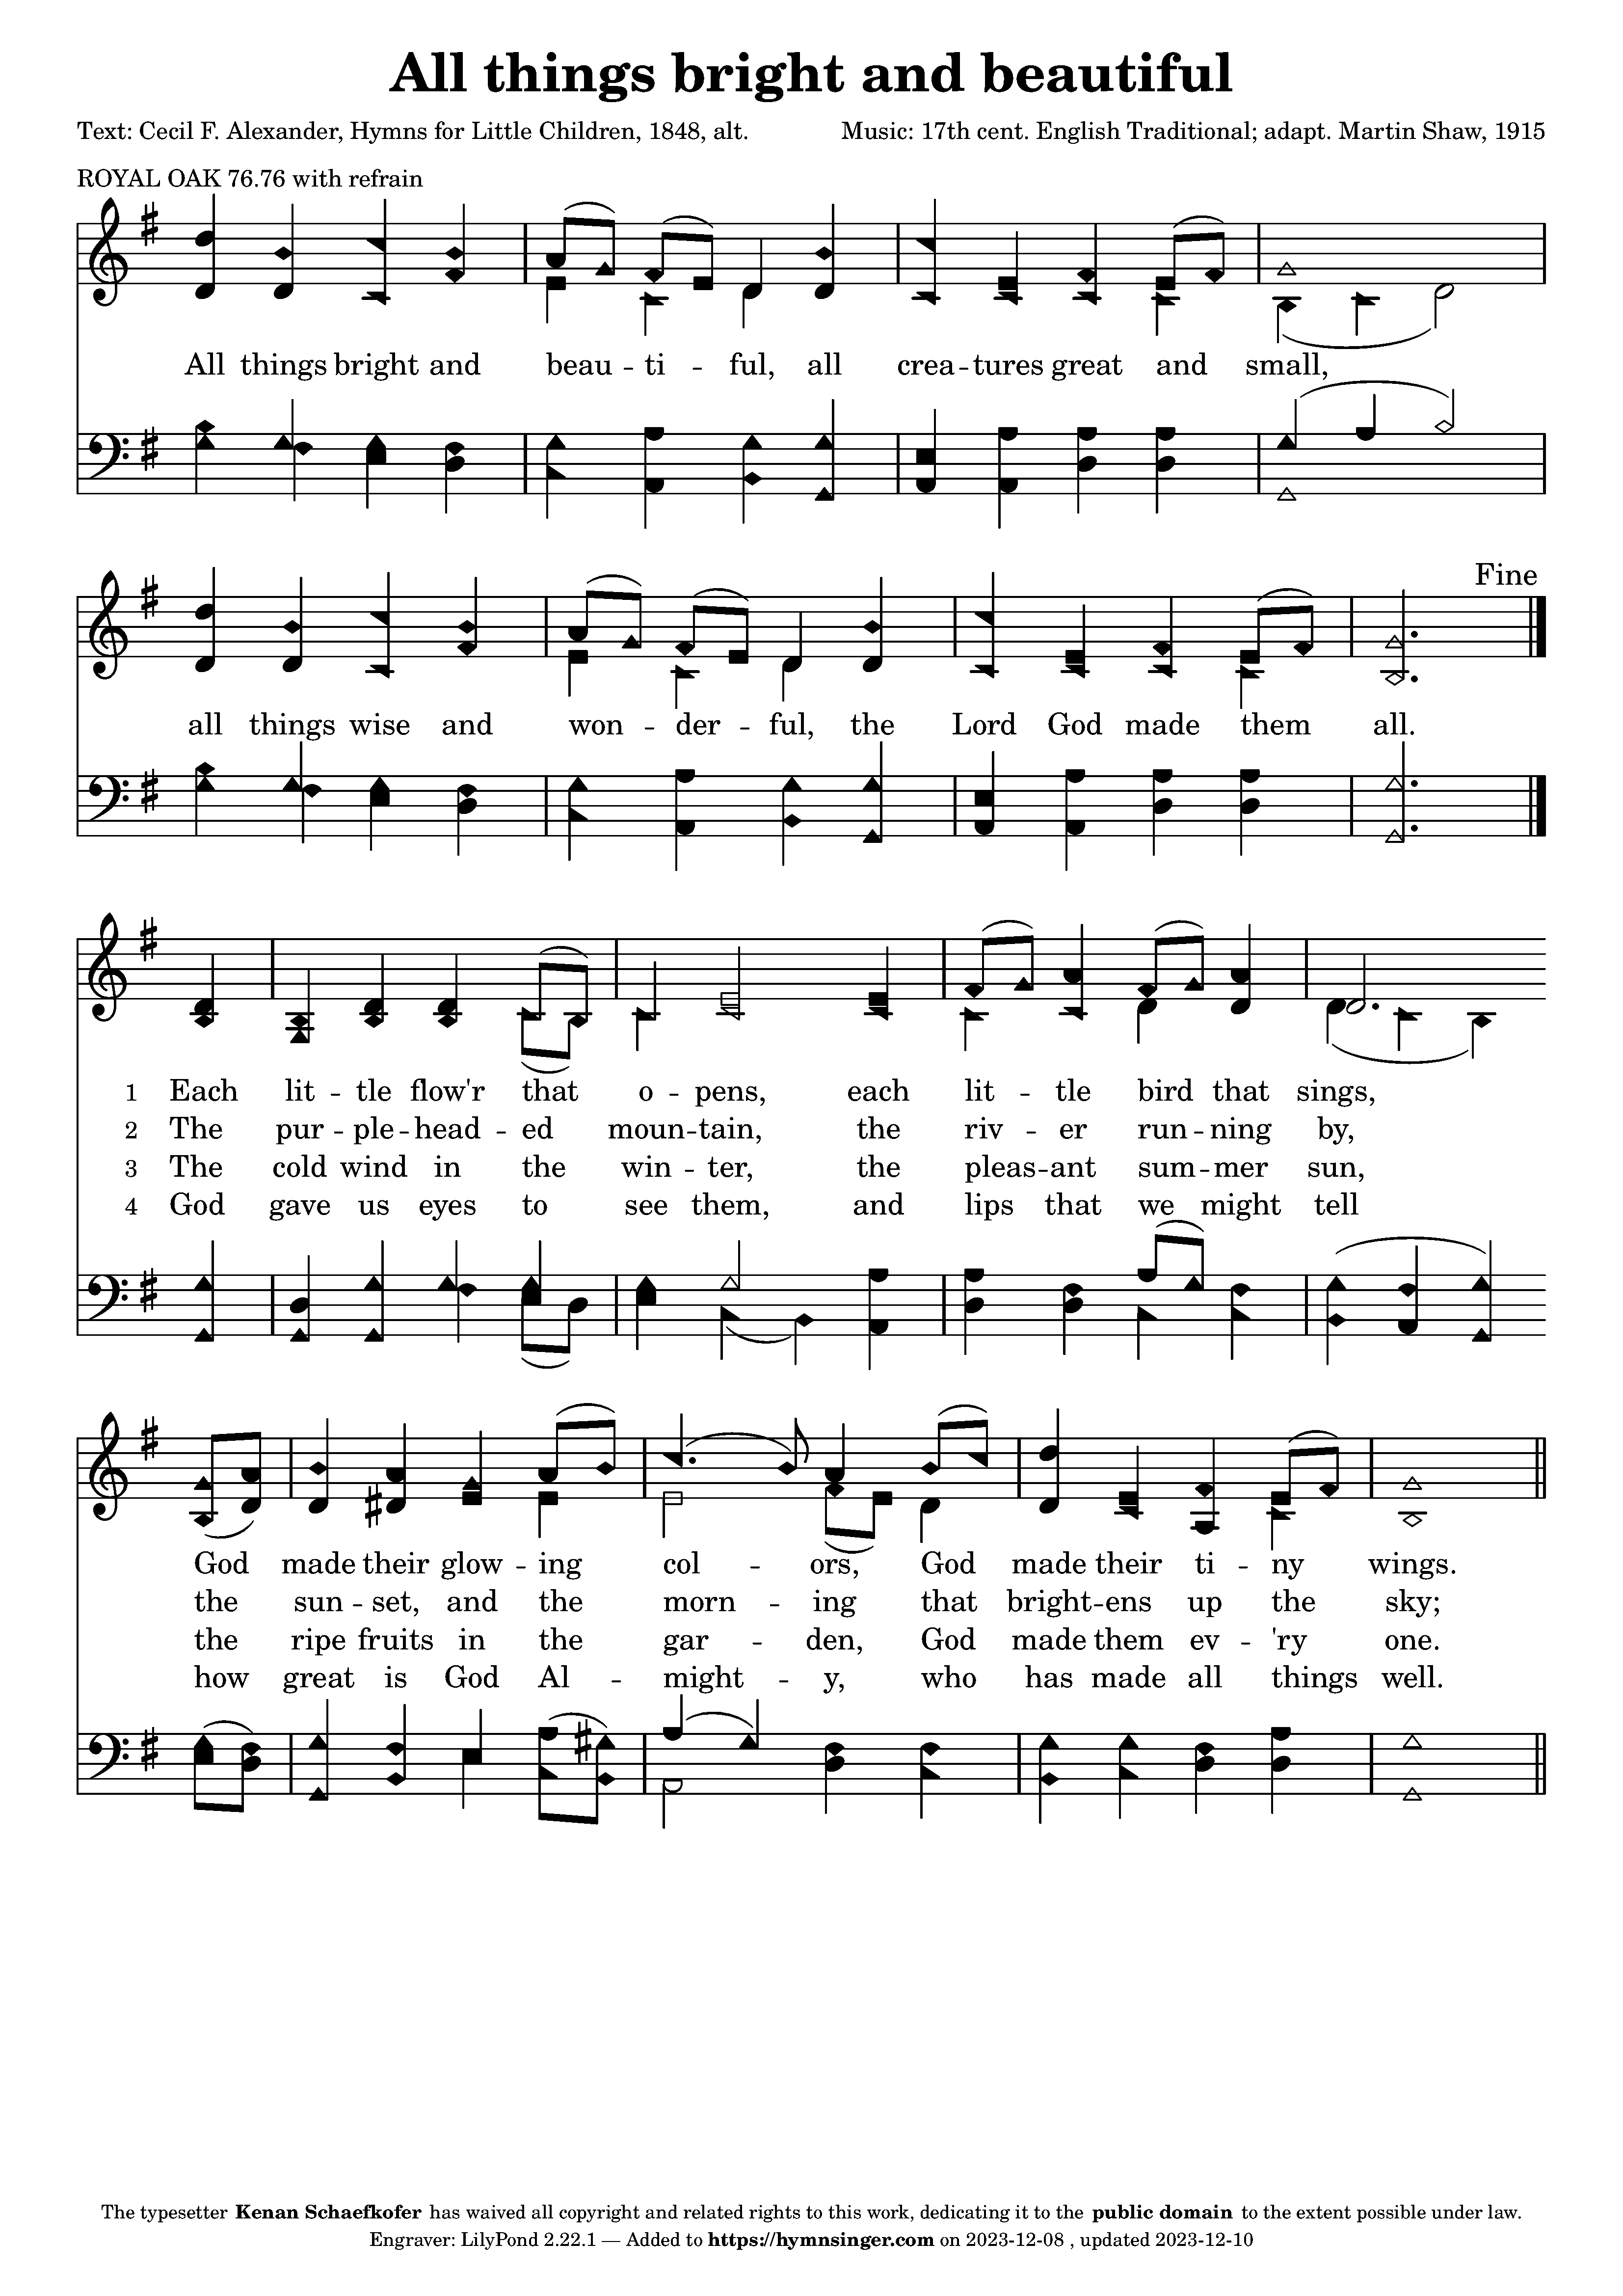 All things bright and beautiful
Text: Cecil F. Alexander, Hymns for Little Children, 1848, alt. Music: 17th cent. English Traditional; adapt. Martin Shaw, 1915
ROYAL OAK 76.76 with refrain
All things bright and beau - ti - ful, all crea - tures great and small,
Fine
all things wise and won - der - ful, the Lord God made them all.
1 Each lit - tle flow'r that o - pens, each lit - tle bird that sings,
2 The pur - ple - head - ed moun - tain, the riv - er run - ning by,
3 The cold wind in the win - ter, the pleas - ant sum - mer sun,
4 God gave us eyes to see them, and lips that we might tell
God made their glow - ing col - ors, God made their ti - ny wings.
the sun - set, and the morn - ing that bright - ens up the sky;
the ripe fruits in the gar - den, God made them ev - 'ry one.
how great is God Al - might - y, who has made all things well.
The typesetter Kenan Schaefkofer has waived all copyright and related rights to this work, dedicating it to the public domain to the extent possible under law.
Engraver: LilyPond 2.22.1 — Added to https://hymnsinger.com on 2023-12-08 , updated 2023-12-10